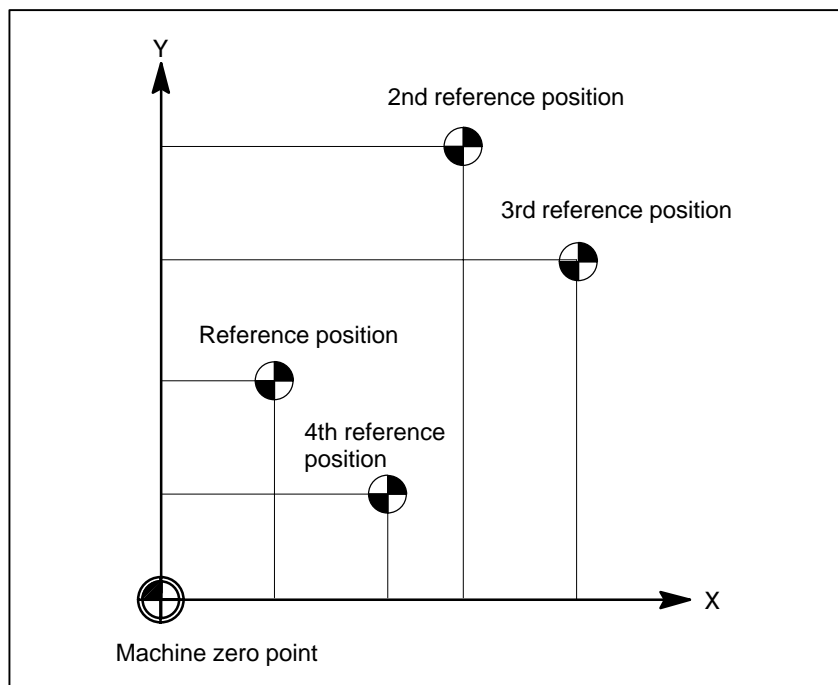 Y
2nd reference position
3rd reference position
Reference position
4th reference
position
X
Machine zero point